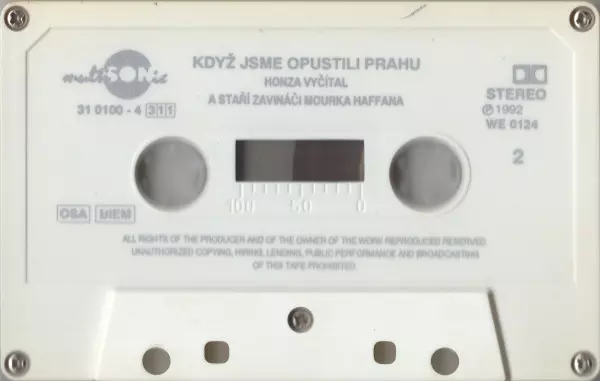 multiSONic
31 0100 - 4 311
KDYŽ JSME OPUSTILI PRAHU
HONZA VYČÍTAL
A STAŘÍ ZAVINÁČI MOURKA HAFFANA
STEREO
Ⓟ 1992
WE 0124
2
100 50 0
OSA BIEM
ALL RIGHTS OF THE PRODUCER AND OF THE OWNER OF THE WORK REPRODUCED RESERVED.
UNAUTHORIZED COPYING, HIRING, LENDING, PUBLIC PERFORMANCE AND BROADCASTING
OF THIS TAPE PROHIBITED.